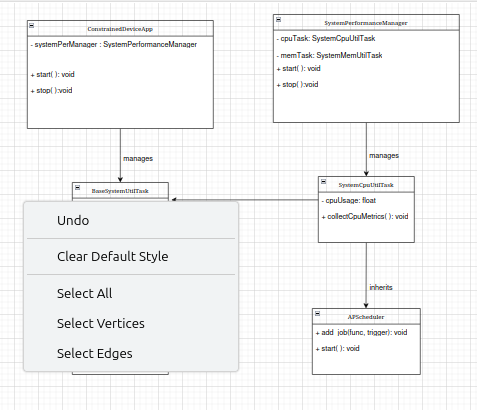 ConstrainedDeviceApp
- systemPerManager : SystemPerformanceManager
+ start( ): void
+ stop():void
SystemPerformanceManager
- cpuTask: SystemCpuUtilTask
- memTask: SystemMemUtilTask
+ start( ): void
+ stop():void
manages
manages
BaseSystemUtilTask
SystemCpuUtilTask
- cpuUsage: float
+ collectCpuMetrics( ): void
Undo
Clear Default Style
Select All
Select Vertices
Select Edges
inherits
APScheduler
+ add_job(func, trigger): void
+ start( ): void